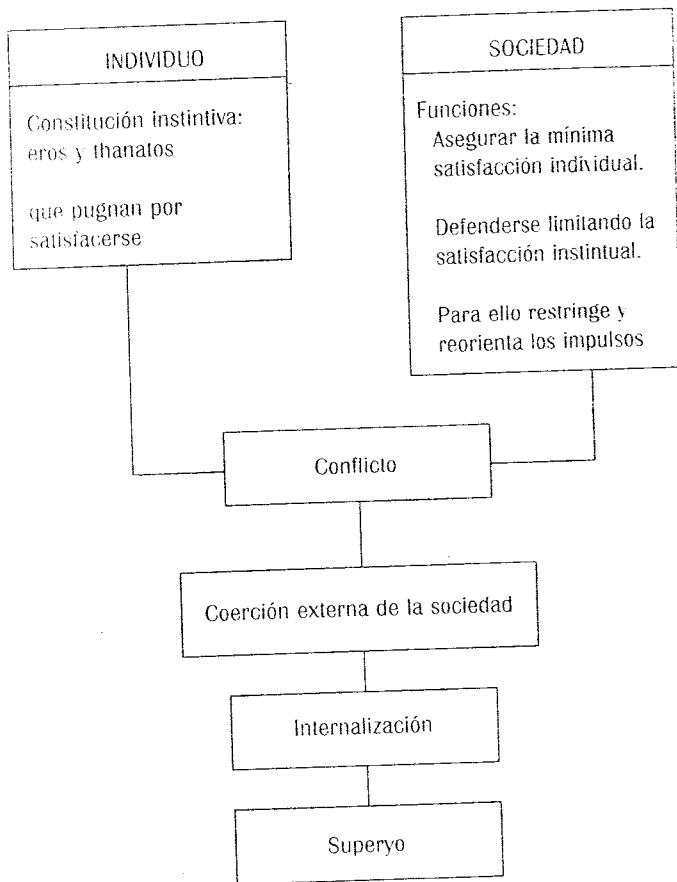 INDIVIDUO
Constitución instintiva:
eros y thanatos
que pugnan por
satisfacerse
SOCIEDAD
Funciones:
Asegurar la mínima
satisfacción individual.
Defenderse limitando la
satisfacción instintual.
Para ello restringe y
reorienta los impulsos
Conflicto
Coerción externa de la sociedad
Internalización
Superyo